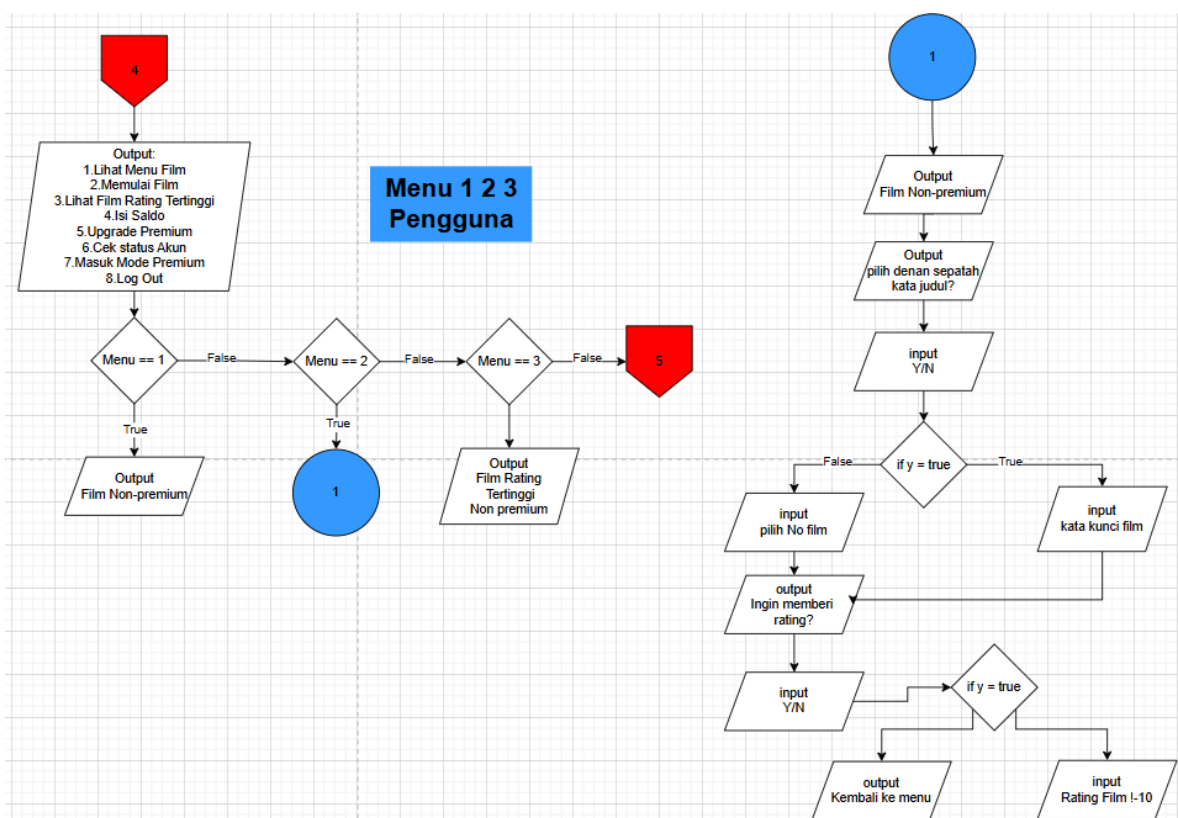 4
Output:
1.Lihat Menu Film
2.Memulai Film
3.Lihat Film Rating Tertinggi
4.Isi Saldo
5.Upgrade Premium
6.Cek status Akun
7.Masuk Mode Premium
8.Log Out
Menu 1 2 3
Pengguna
Menu == 1
False
Menu == 2
False
Menu == 3
False
5
True
Output
Film Non-premium
True
1
Output
Film Rating
Tertinggi
Non premium
1
Output
Film Non-premium
Output
pilih denan sepatah
kata judul?
input
Y/N
if y = true
False
True
input
pilih No film
input
kata kunci film
output
Ingin memberi
rating?
input
Y/N
if y = true
output
Kembali ke menu
input
Rating Film !-10